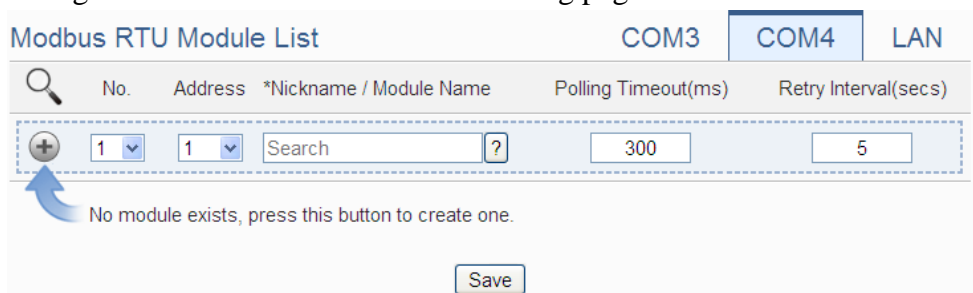 Modbus RTU Module List COM3 COM4 LAN
No. Address *Nickname / Module Name Polling Timeout(ms) Retry Interval(secs)
1 1 Search ? 300 5
No module exists, press this button to create one.
Save